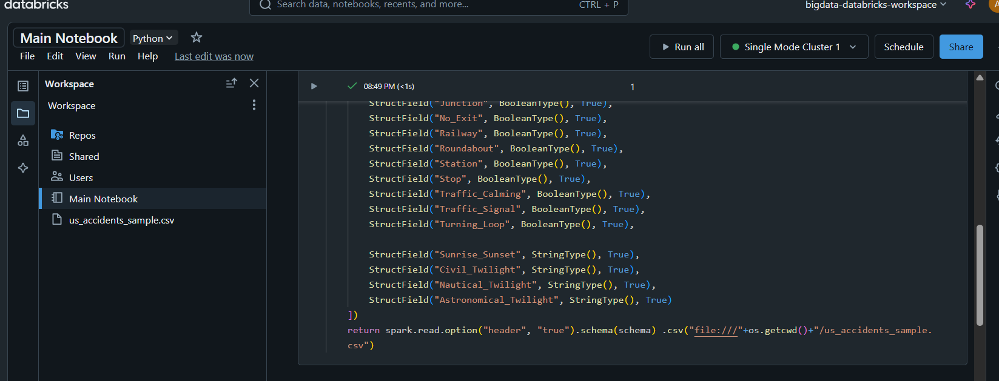 databricks
Search data, notebooks, recents, and more...
CTRL + P
bigdata-databricks-workspace
A
Main Notebook
Python
File Edit View Run Help Last edit was now
Run all
Single Mode Cluster 1
Schedule
Share
Workspace
Workspace
Repos
Shared
Users
Main Notebook
us_accidents_sample.csv
08:49 PM (<1s)
1
StructField("Junction", BooleanType(), True),
StructField("No_Exit", BooleanType(), True),
StructField("Railway", BooleanType(), True),
StructField("Roundabout", BooleanType(), True),
StructField("Station", BooleanType(), True),
StructField("Stop", BooleanType(), True),
StructField("Traffic_Calming", BooleanType(), True),
StructField("Traffic_Signal", BooleanType(), True),
StructField("Turning_Loop", BooleanType(), True),
StructField("Sunrise_Sunset", StringType(), True),
StructField("Civil_Twilight", StringType(), True),
StructField("Nautical_Twilight", StringType(), True),
StructField("Astronomical_Twilight", StringType(), True)
])
return spark.read.option("header", "true").schema(schema) .csv("file:///"+os.getcwd()+"/us_accidents_sample.
csv")